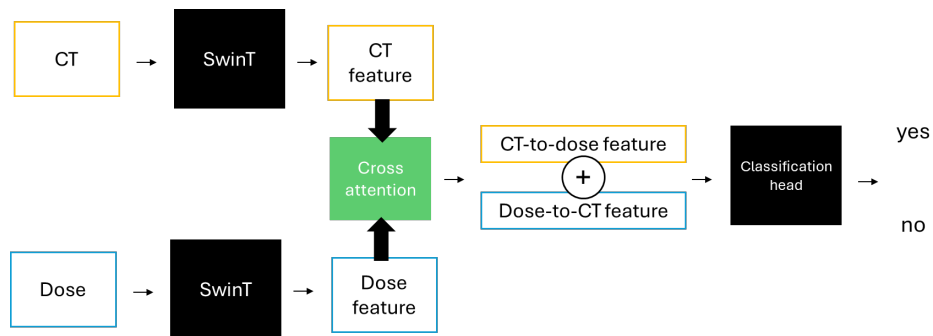 CT
SwinT
CT
feature
Cross
attention
CT-to-dose feature
+
Dose-to-CT feature
Classification
head
yes
no
Dose
SwinT
Dose
feature